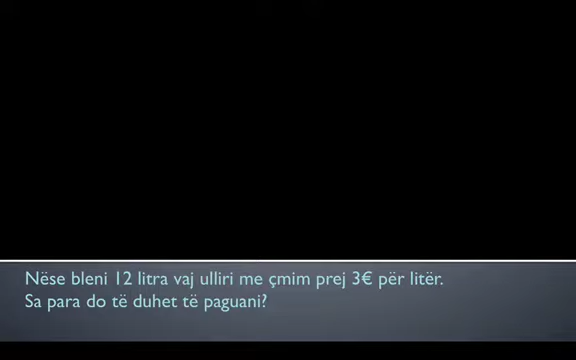 Nëse bleni 12 litra vaj ulliri me çmim prej 3€ për litër.
Sa para do të duhet të paguani?